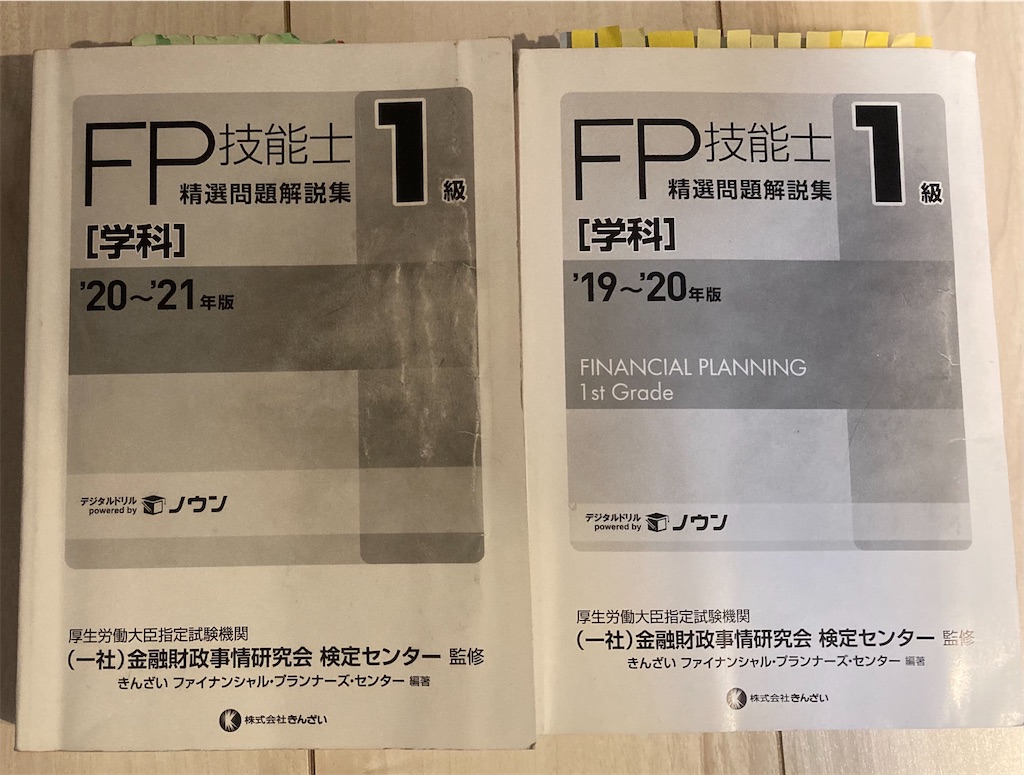 FP技能士 1級
精選問題解説集
[学科]
'20～'21年版
デジタルドリル
powered by ノウン
厚生労働大臣指定試験機関
(一社)金融財政事情研究会 検定センター 監修
きんざい ファイナンシャル・プランナーズ・センター 編著
K 株式会社きんざい
FP技能士 1級
精選問題解説集
[学科]
'19～'20年版
FINANCIAL PLANNING
1st Grade
デジタルドリル
powered by ノウン
厚生労働大臣指定試験機関
(一社)金融財政事情研究会 検定センター 監修
きんざい ファイナンシャル・プランナーズ・センター 編著
K 株式会社きんざい